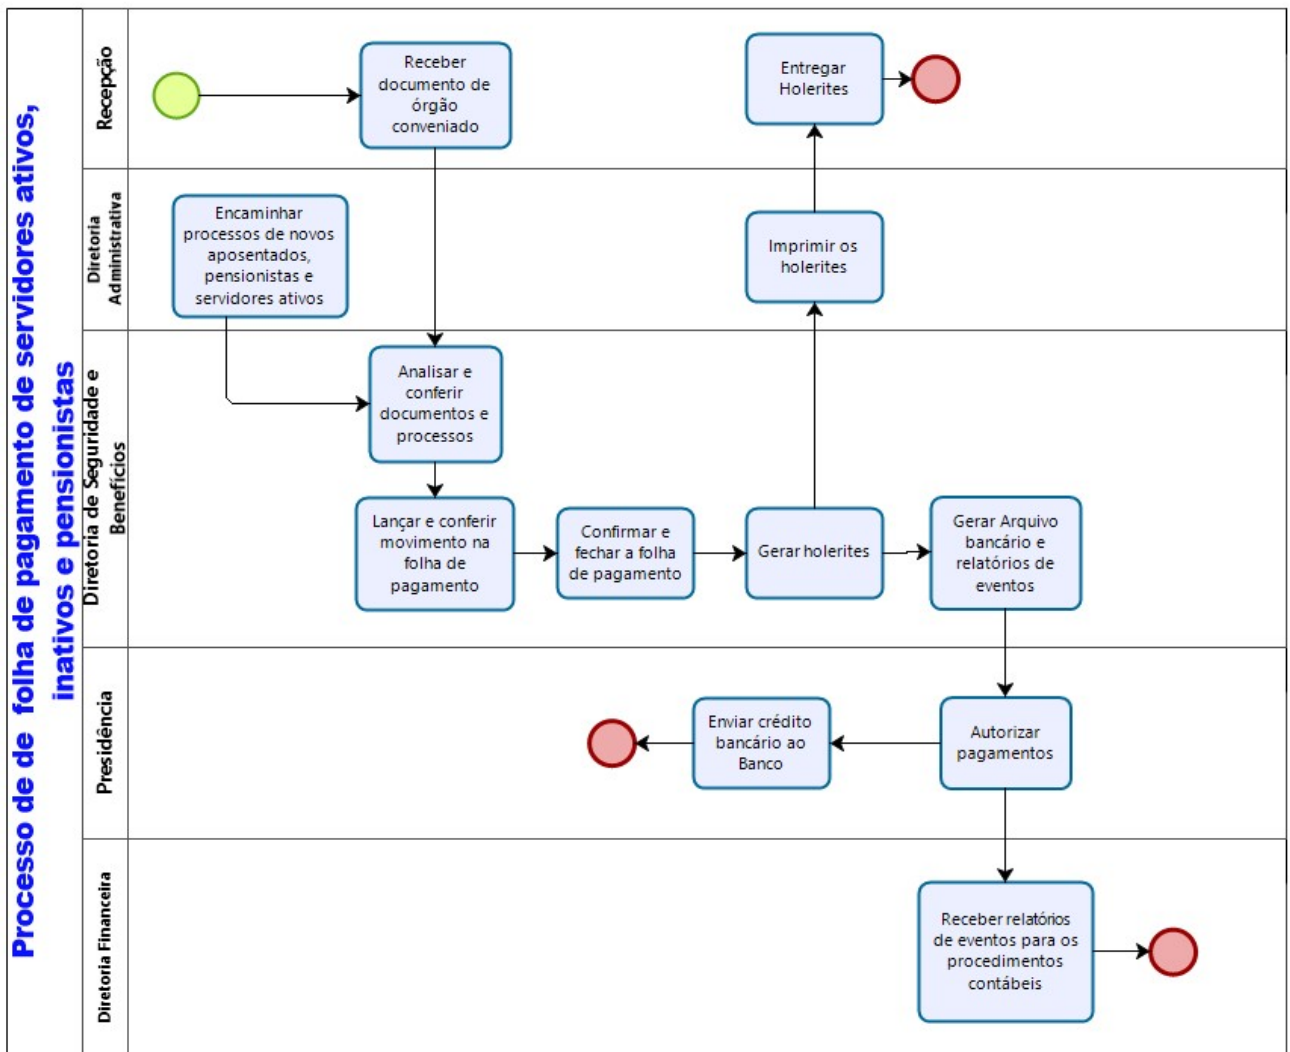 Processo de de folha de pagamento de servidores ativos,
inativos e pensionistas
Recepção
Receber
documento de
órgão
conveniado
Entregar
Holerites
Diretoria
Administrativa
Encaminhar
processos de novos
aposentados,
pensionistas e
servidores ativos
Imprimir os
holerites
Diretoria de Seguridade e
Benefícios
Analisar e
conferir
documentos e
processos
Lançar e conferir
movimento na
folha de
pagamento
Confirmar e
fechar a folha
de pagamento
Gerar holerites
Gerar Arquivo
bancário e
relatórios de
eventos
Presidência
Enviar crédito
bancário ao
Banco
Autorizar
pagamentos
Diretoria Financeira
Receber relatórios
de eventos para os
procedimentos
contábeis